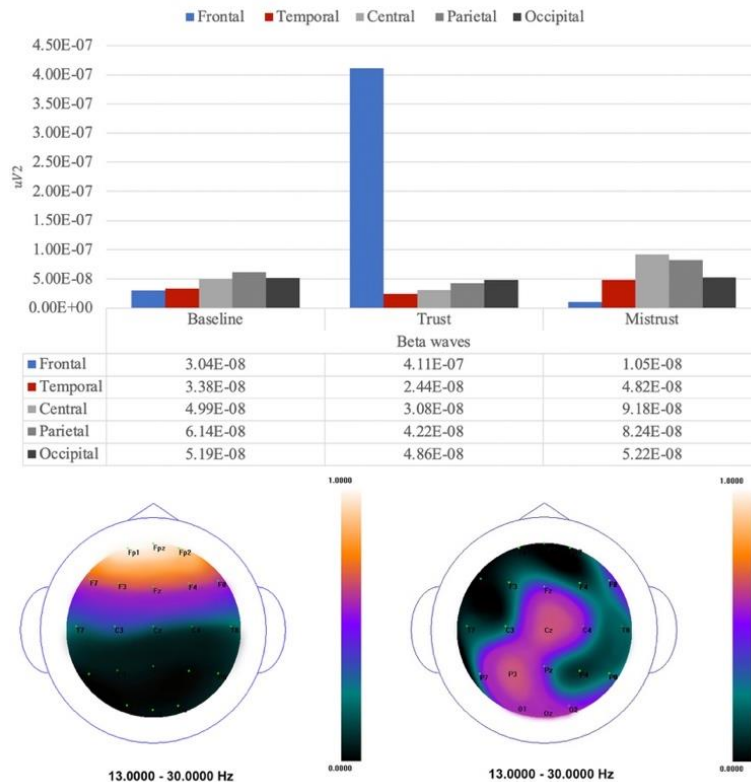 Frontal Temporal Central Parietal Occipital
4.50E-07
4.00E-07
3.50E-07
3.00E-07
2.50E-07
2.00E-07
1.50E-07
1.00E-07
5.00E-08
0.00E+00
uV2
Baseline Trust Mistrust
Beta waves
Frontal 3.04E-08 4.11E-07 1.05E-08
Temporal 3.38E-08 2.44E-08 4.82E-08
Central 4.99E-08 3.08E-08 9.18E-08
Parietal 6.14E-08 4.22E-08 8.24E-08
Occipital 5.19E-08 4.86E-08 5.22E-08
1.0000
Fp1 Fpz Fp2
F7 F3 Fz F4 F8
T7 C3 Cz C4 T8
0.0000
13.0000 - 30.0000 Hz
1.0000
F3 Fz F4 F8
T7 C3 Cz C4 T8
P7 P3 Pz P4 P8
O1 Oz O2
0.0000
13.0000 - 30.0000 Hz